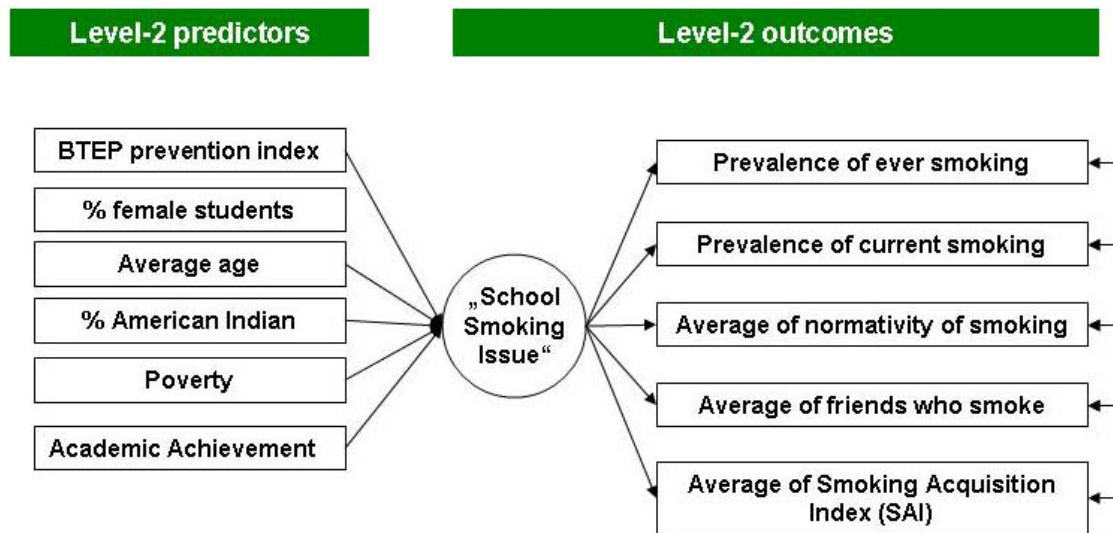 Level-2 predictors
Level-2 outcomes
BTEP prevention index
% female students
Average age
% American Indian
Poverty
Academic Achievement
„School
Smoking
Issue“
Prevalence of ever smoking
Prevalence of current smoking
Average of normativity of smoking
Average of friends who smoke
Average of Smoking Acquisition
Index (SAI)